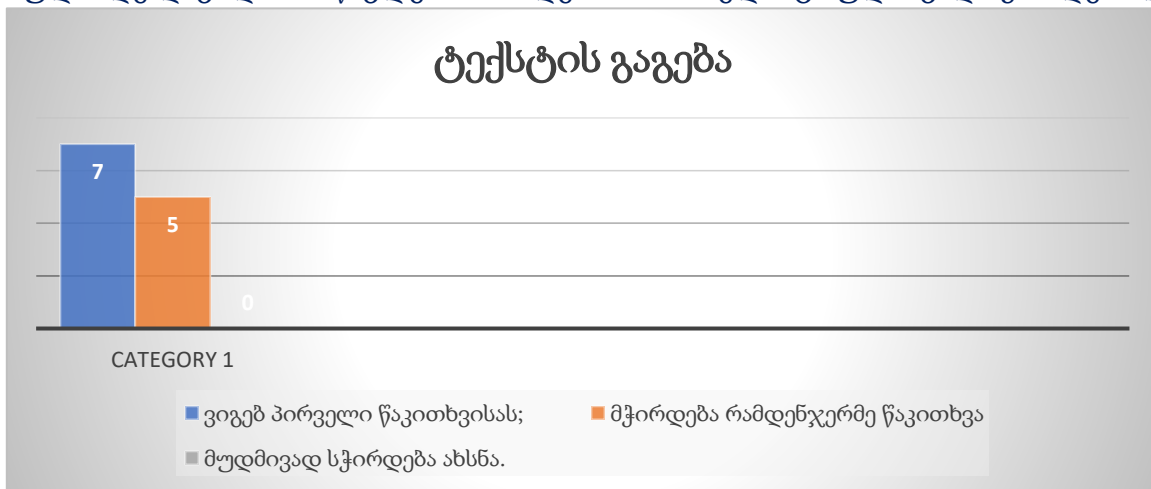 ტექსტის გაგება
7
5
0
CATEGORY 1
ვიგებ პირველი წაკითხვისას;
მჭირდება რამდენჯერმე წაკითხვა
მუდმივად სჭირდება ახსნა.